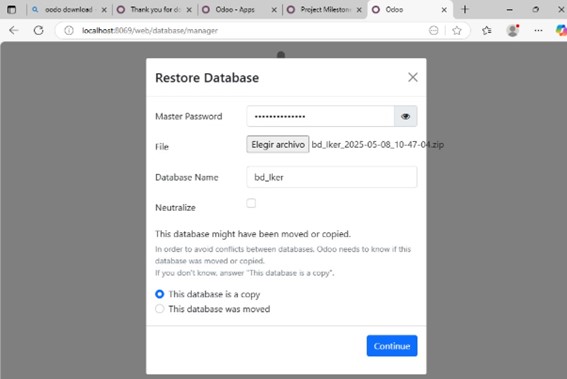 oodo download
Thank you for do
Odoo - Apps
Project Mileston
Odoo
localhost:8069/web/database/manager
Restore Database
Master Password
••••••••••••••
File
Elegir archivo bd_Iker_2025-05-08_10-47-04.zip
Database Name
bd_Iker
Neutralize
This database might have been moved or copied.
In order to avoid conflicts between databases, Odoo needs to know if this
database was moved or copied.
If you don't know, answer "This database is a copy".
This database is a copy
This database was moved
Continue